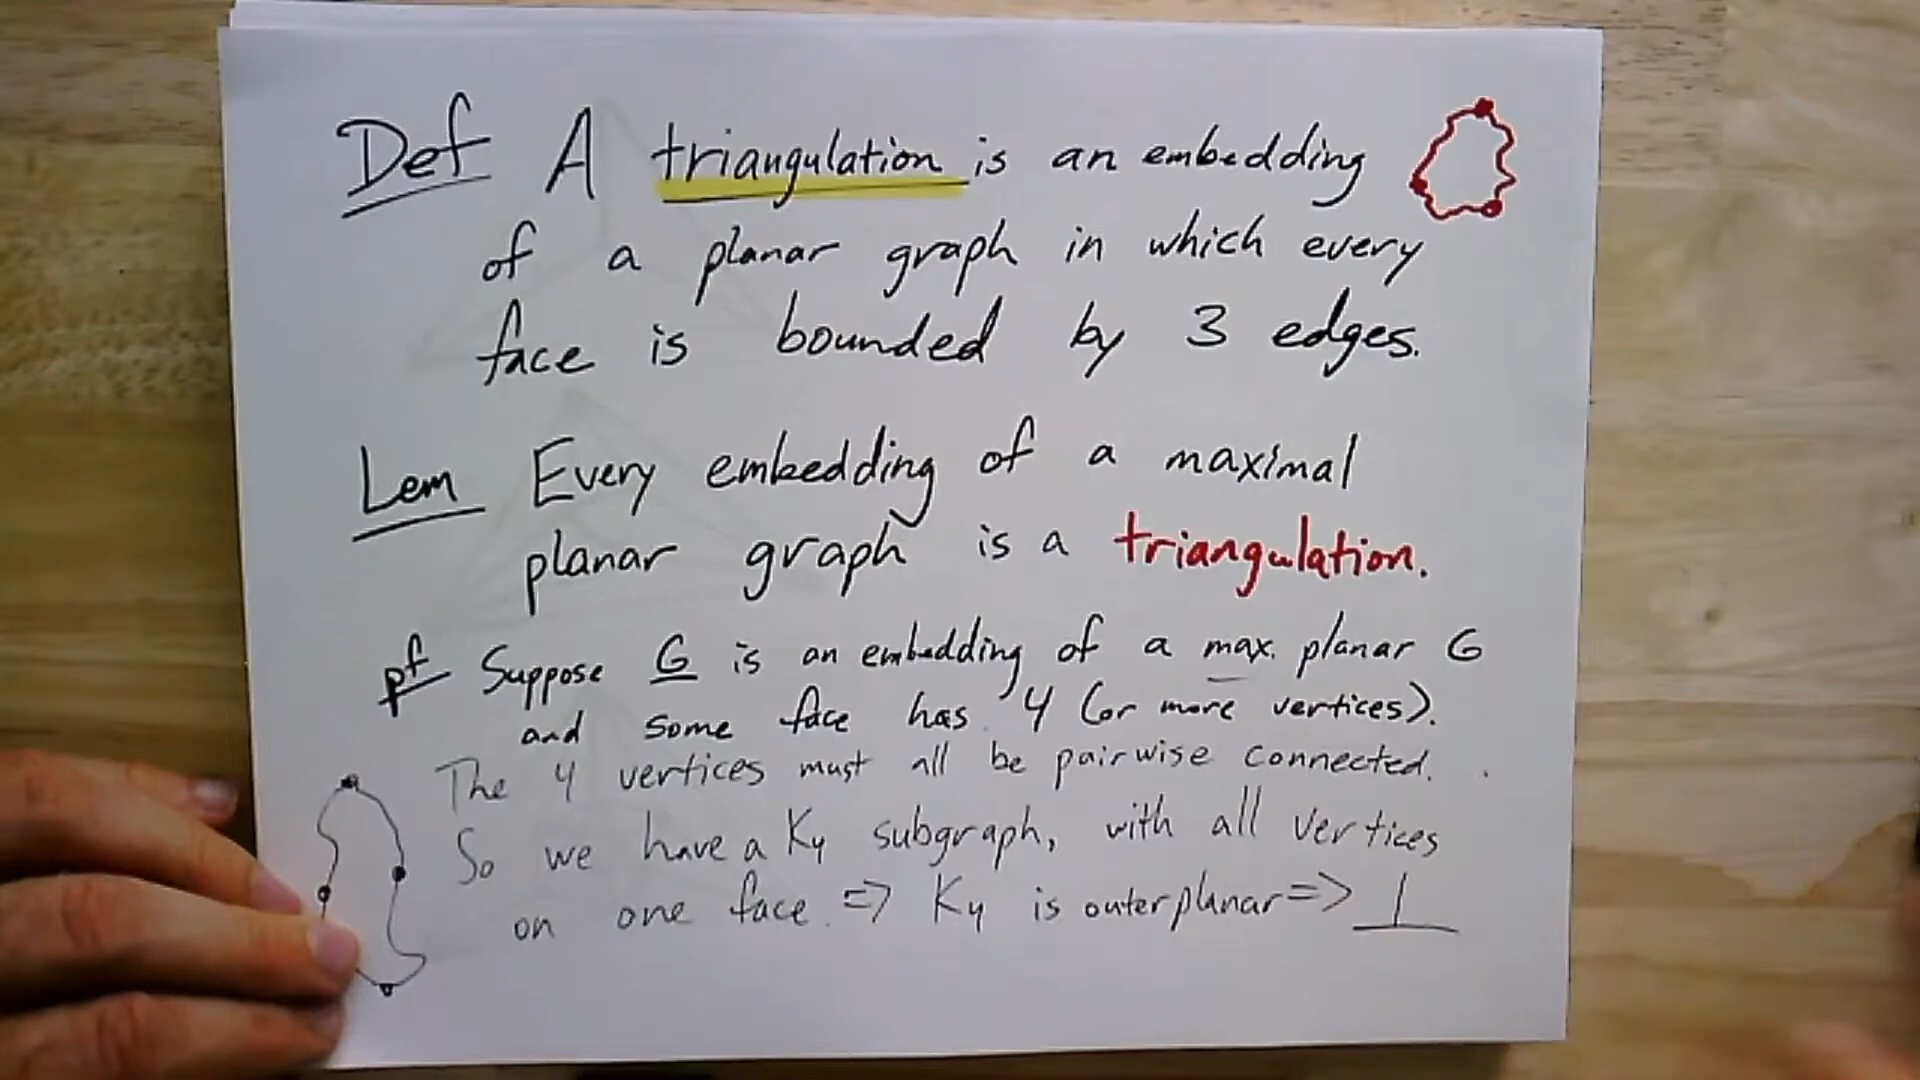 Def A triangulation is an embedding
of a planar graph in which every
face is bounded by 3 edges.
Lem Every embedding of a maximal
planar graph is a triangulation.
pf Suppose G is an embedding of a max. planar G
and some face has 4 (or more vertices).
The 4 vertices must all be pairwise connected.
So we have a K4 subgraph, with all vertices
on one face. => K4 is outerplanar => ⊥